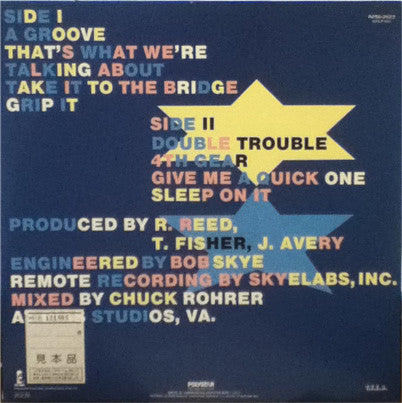 SIDE I
A GROOVE
THAT'S WHAT WE'RE
TALKING ABOUT
TAKE IT TO THE BRIDGE
GRIP IT
SIDE II
DOUBLE TROUBLE
4TH GEAR
GIVE ME A QUICK ONE
SLEEP ON IT
PRODUCED BY R. REED,
T. FISHER, J. AVERY
ENGINEERED BY BOB SKYE
REMOTE RECORDING BY SKYELABS, INC.
MIXED BY CHUCK ROHRER
STUDIOS, VA.
見本品
POLYSTAR